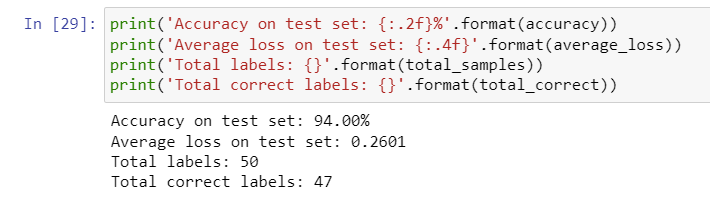 In [29]: print('Accuracy on test set: {:.2f}%'.format(accuracy))
print('Average loss on test set: {:.4f}'.format(average_loss))
print('Total labels: {}'.format(total_samples))
print('Total correct labels: {}'.format(total_correct))
Accuracy on test set: 94.00%
Average loss on test set: 0.2601
Total labels: 50
Total correct labels: 47